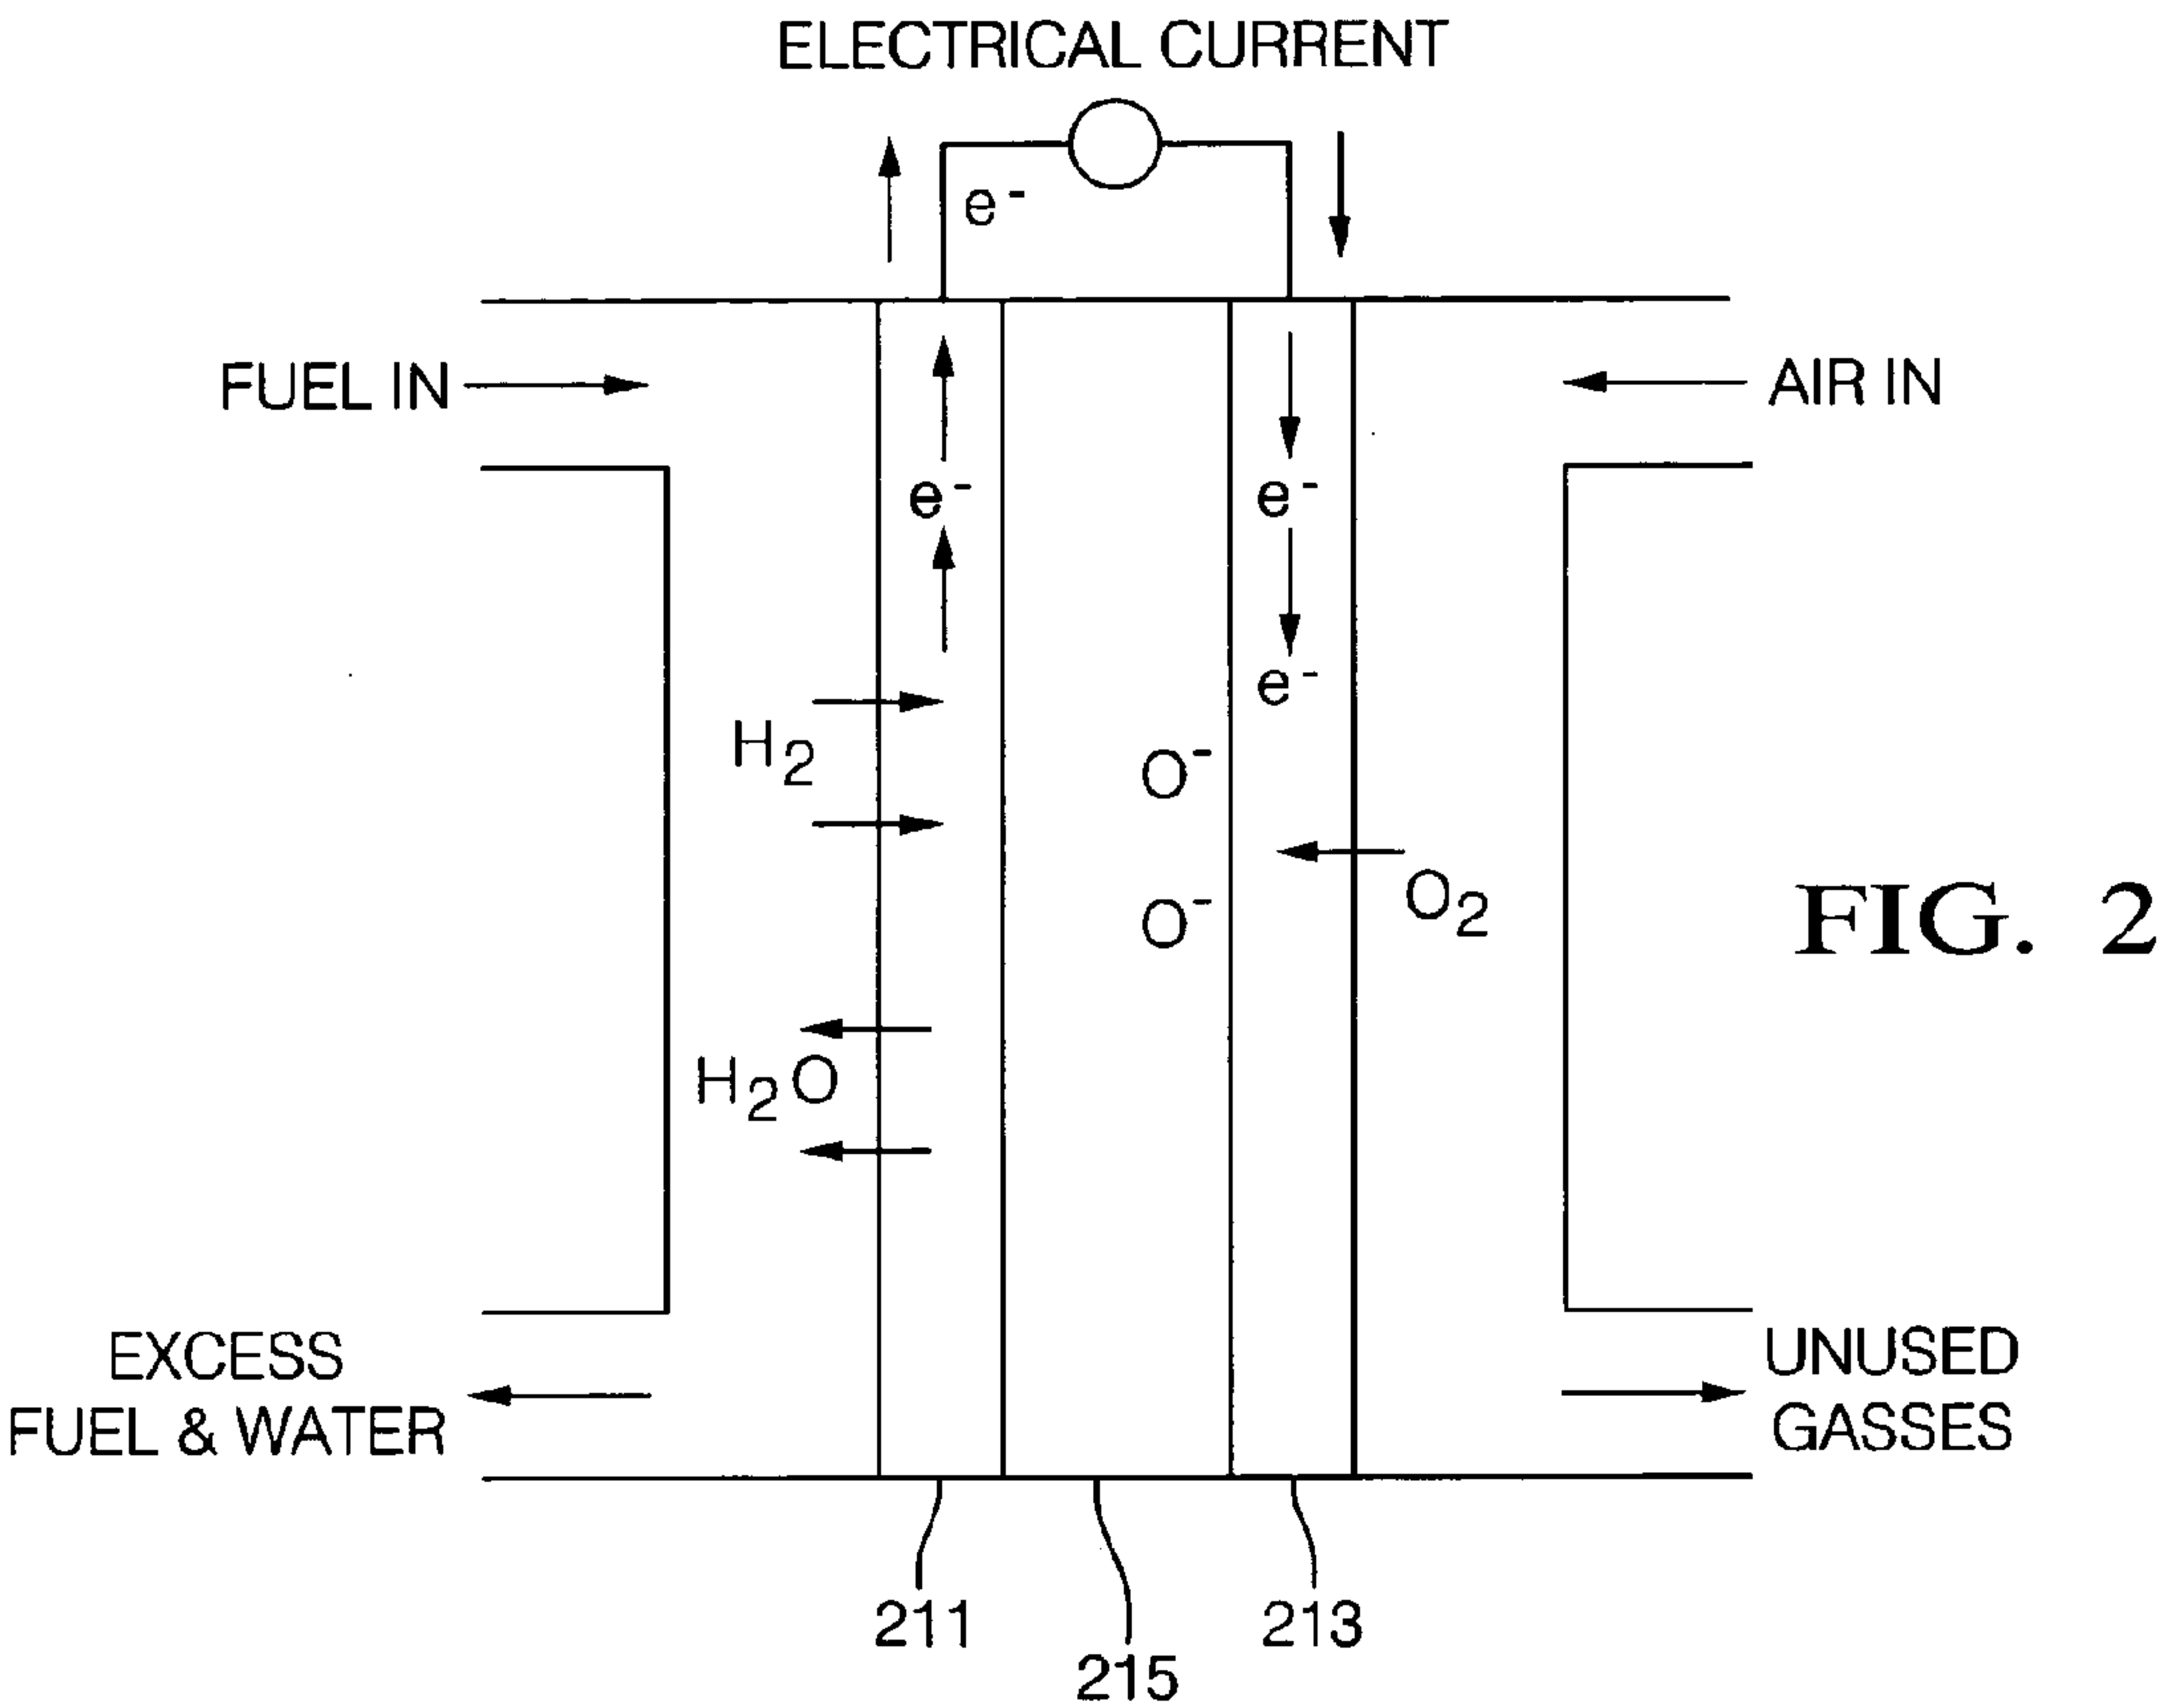 ELECTRICAL CURRENT
e⁻
FUEL IN
AIR IN
e⁻
e⁻
e⁻
H₂
O⁻
O₂
O⁻
FIG. 2
H₂O
EXCESS
FUEL & WATER
UNUSED
GASSES
211
213
215